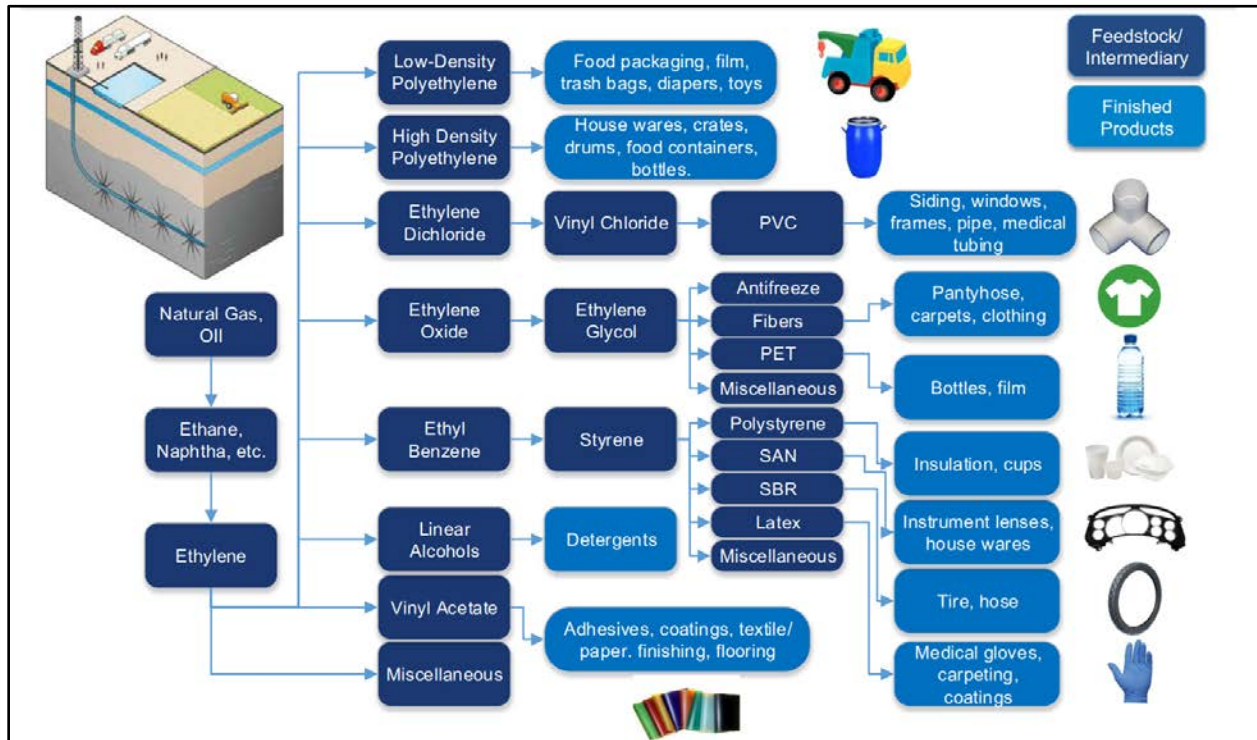 Low-Density
Polyethylene
Food packaging, film,
trash bags, diapers, toys
Feedstock/
Intermediary
Finished
Products
High Density
Polyethylene
House wares, crates,
drums, food containers,
bottles.
Ethylene
Dichloride
Vinyl Chloride
PVC
Siding, windows,
frames, pipe, medical
tubing
Natural Gas,
OIl
Ethylene
Oxide
Ethylene
Glycol
Antifreeze
Fibers
PET
Miscellaneous
Pantyhose,
carpets, clothing
Bottles, film
Ethane,
Naphtha, etc.
Ethyl
Benzene
Styrene
Polystyrene
SAN
SBR
Latex
Miscellaneous
Insulation, cups
Instrument lenses,
house wares
Ethylene
Linear
Alcohols
Detergents
Tire, hose
Vinyl Acetate
Adhesives, coatings, textile/
paper. finishing, flooring
Medical gloves,
carpeting,
coatings
Miscellaneous